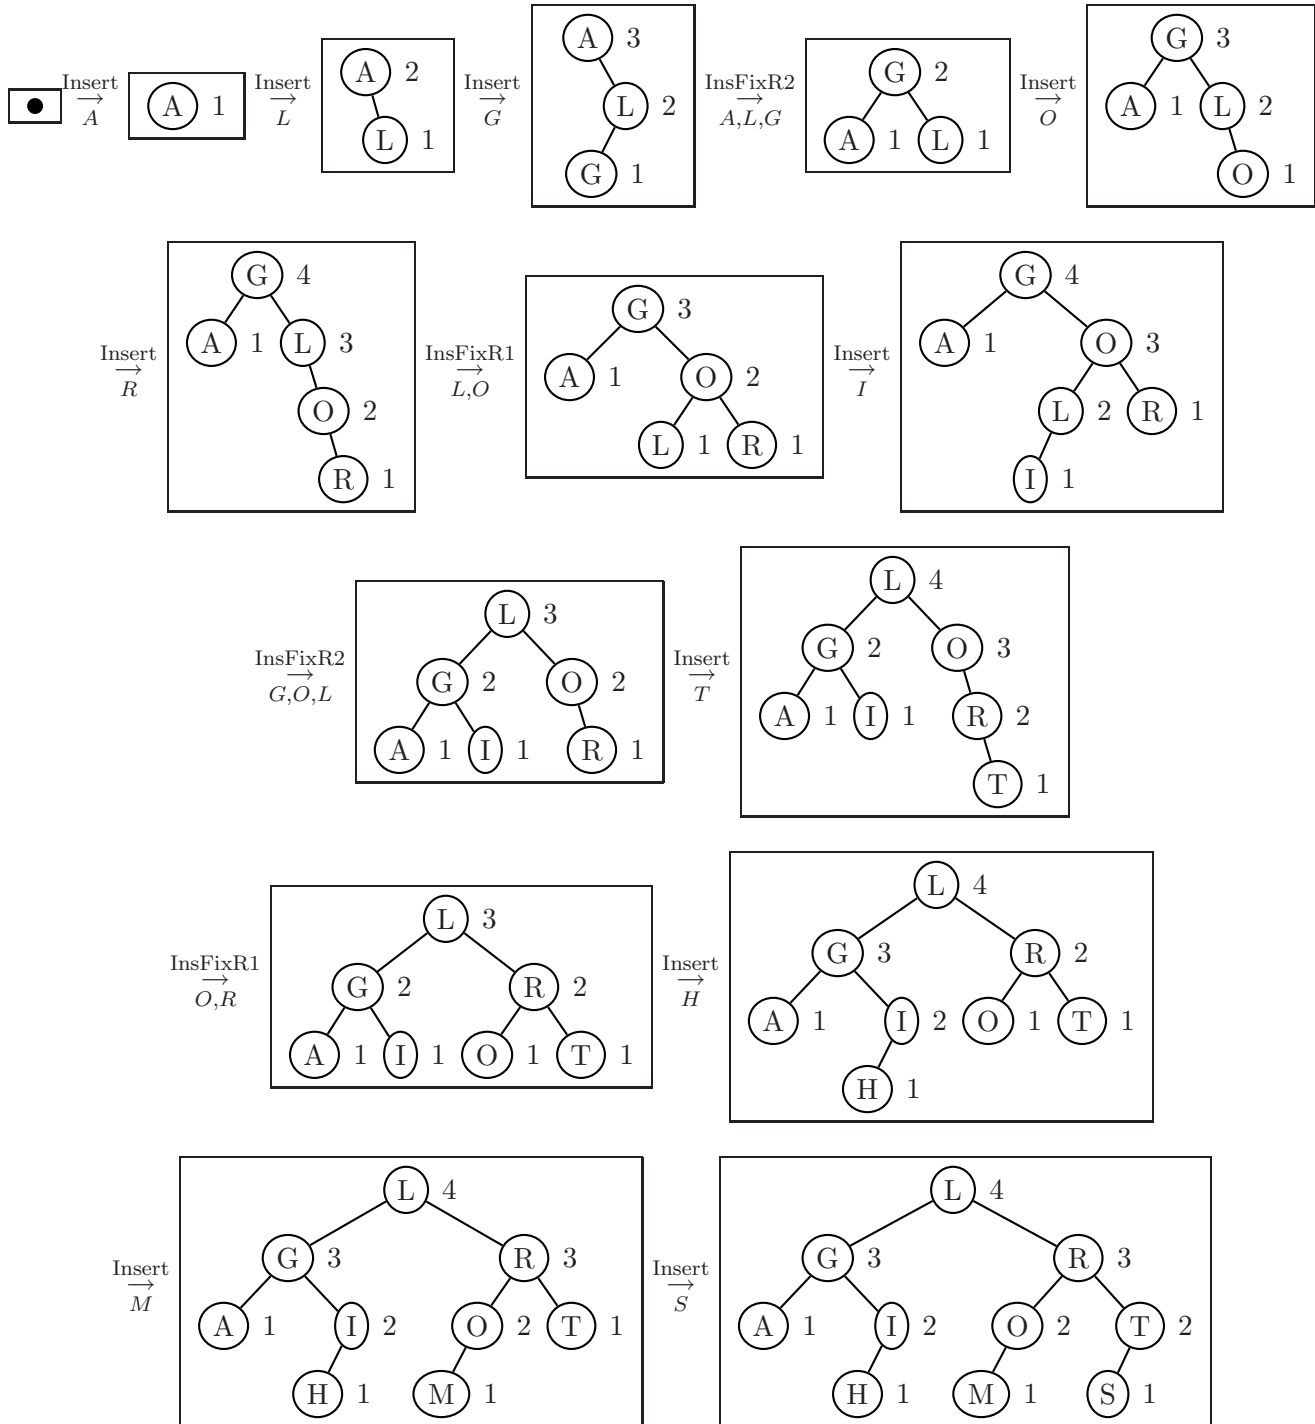 Insert A
A 1
Insert L
A 2
L 1
Insert G
A 3
L 2
G 1
InsFixR2 A,L,G
G 2
A 1 L 1
Insert O
G 3
A 1 L 2
O 1
Insert R
G 4
A 1 L 3
O 2
R 1
InsFixR1 L,O
G 3
A 1 O 2
L 1 R 1
Insert I
G 4
A 1 O 3
L 2 R 1
I 1
InsFixR2 G,O,L
L 3
G 2 O 2
A 1 I 1 R 1
Insert T
L 4
G 2 O 3
A 1 I 1 R 2
T 1
InsFixR1 O,R
L 3
G 2 R 2
A 1 I 1 O 1 T 1
Insert H
L 4
G 3 R 2
A 1 I 2 O 1 T 1
H 1
Insert M
L 4
G 3 R 3
A 1 I 2 O 2 T 1
H 1 M 1
Insert S
L 4
G 3 R 3
A 1 I 2 O 2 T 2
H 1 M 1 S 1